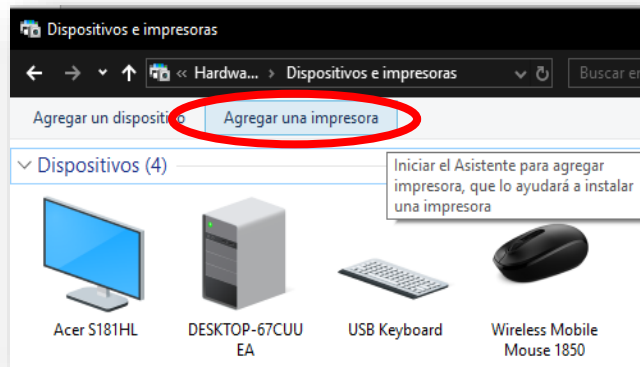 Dispositivos e impresoras
« Hardwa... > Dispositivos e impresoras
Buscar en
Agregar un dispositivo
Agregar una impresora
Dispositivos (4)
Iniciar el Asistente para agregar
impresora, que lo ayudará a instalar
una impresora
Acer S181HL
DESKTOP-67CUU
EA
USB Keyboard
Wireless Mobile
Mouse 1850